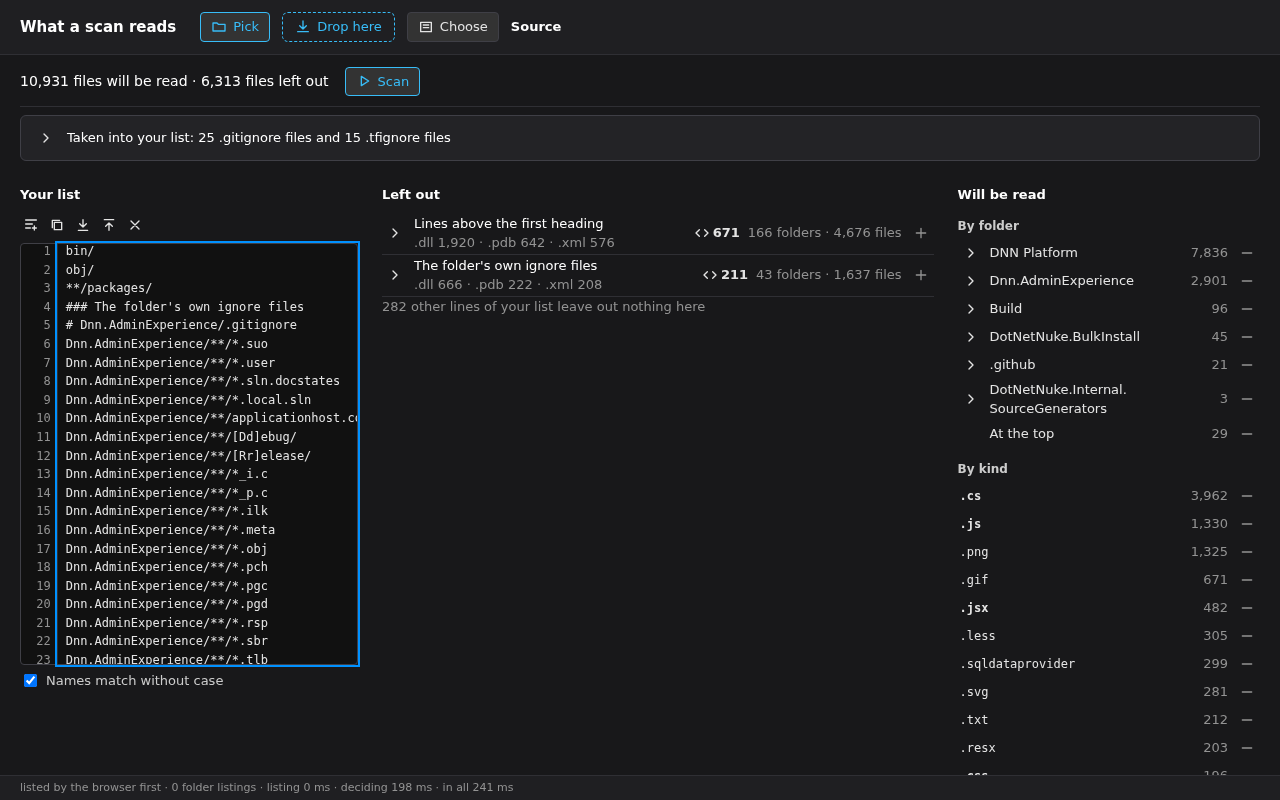 What a scan reads
Pick
Drop here
Choose
Source
10,931 files will be read · 6,313 files left out
Scan
Taken into your list: 25 .gitignore files and 15 .tfignore files
Your list
1 bin/
2 obj/
3 **/packages/
4 ### The folder's own ignore files
5 # Dnn.AdminExperience/.gitignore
6 Dnn.AdminExperience/**/*.suo
7 Dnn.AdminExperience/**/*.user
8 Dnn.AdminExperience/**/*.sln.docstates
9 Dnn.AdminExperience/**/*.local.sln
10 Dnn.AdminExperience/**/applicationhost.co
11 Dnn.AdminExperience/**/[Dd]ebug/
12 Dnn.AdminExperience/**/[Rr]elease/
13 Dnn.AdminExperience/**/*_i.c
14 Dnn.AdminExperience/**/*_p.c
15 Dnn.AdminExperience/**/*.ilk
16 Dnn.AdminExperience/**/*.meta
17 Dnn.AdminExperience/**/*.obj
18 Dnn.AdminExperience/**/*.pch
19 Dnn.AdminExperience/**/*.pgc
20 Dnn.AdminExperience/**/*.pgd
21 Dnn.AdminExperience/**/*.rsp
22 Dnn.AdminExperience/**/*.sbr
23 Dnn.AdminExperience/**/*.tlb
Names match without case
Left out
Lines above the first heading
.dll 1,920 · .pdb 642 · .xml 576
671 166 folders · 4,676 files
The folder's own ignore files
.dll 666 · .pdb 222 · .xml 208
211 43 folders · 1,637 files
282 other lines of your list leave out nothing here
Will be read
By folder
DNN Platform 7,836
Dnn.AdminExperience 2,901
Build 96
DotNetNuke.BulkInstall 45
.github 21
DotNetNuke.Internal.
SourceGenerators 3
At the top 29
By kind
.cs 3,962
.js 1,330
.png 1,325
.gif 671
.jsx 482
.less 305
.sqldataprovider 299
.svg 281
.txt 212
.resx 203
.css 196
listed by the browser first · 0 folder listings · listing 0 ms · deciding 198 ms · in all 241 ms